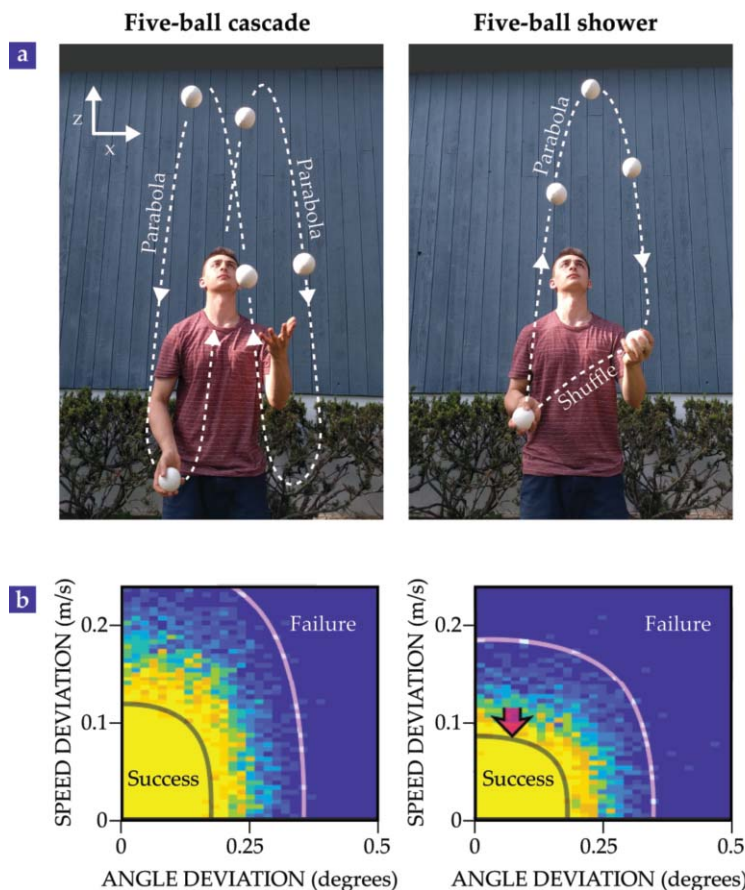 Five-ball cascade
Five-ball shower
a
z
x
Parabola
Parabola
Parabola
Shuffle
b
SPEED DEVIATION (m/s)
0.2
0.1
0
Failure
Success
0
0.25
0.5
ANGLE DEVIATION (degrees)
SPEED DEVIATION (m/s)
0.2
0.1
0
Failure
Success
0
0.25
0.5
ANGLE DEVIATION (degrees)